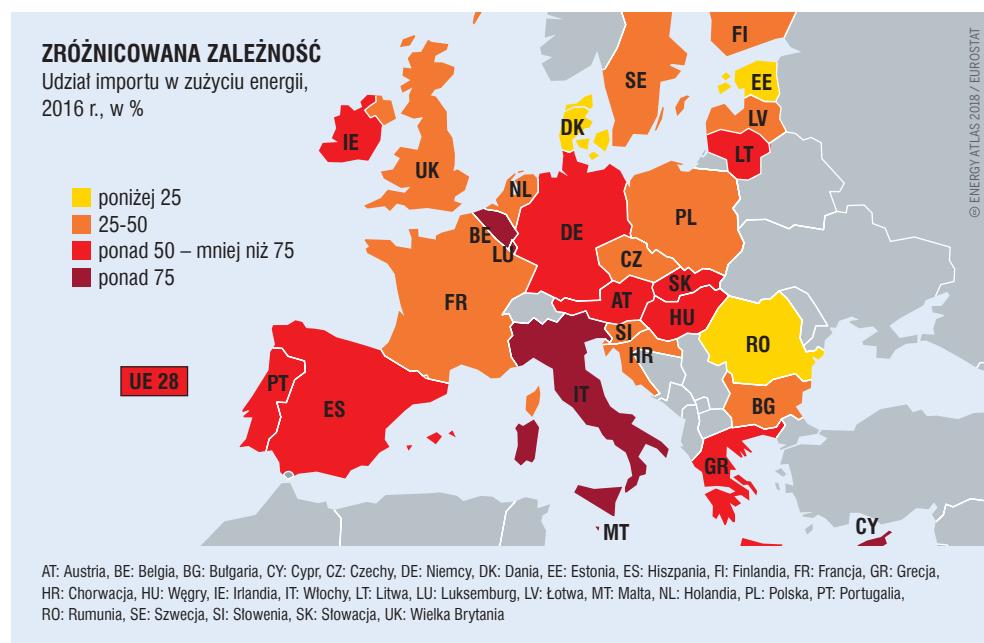 ZRÓŻNICOWANA ZALEŻNOŚĆ
Udział importu w zużyciu energii,
2016 r., w %
poniżej 25
25-50
ponad 50 – mniej niż 75
ponad 75
UE 28
FI
SE
EE
LV
LT
DK
IE
UK
NL
BE
LU
DE
PL
CZ
SK
AT
HU
FR
SI
HR
RO
BG
PT
ES
IT
GR
MT
CY
© ENERGY ATLAS 2018 / EUROSTAT
AT: Austria, BE: Belgia, BG: Bułgaria, CY: Cypr, CZ: Czechy, DE: Niemcy, DK: Dania, EE: Estonia, ES: Hiszpania, FI: Finlandia, FR: Francja, GR: Grecja,
HR: Chorwacja, HU: Węgry, IE: Irlandia, IT: Włochy, LT: Litwa, LU: Luksemburg, LV: Łotwa, MT: Malta, NL: Holandia, PL: Polska, PT: Portugalia,
RO: Rumunia, SE: Szwecja, SI: Slowenia, SK: Słowacja, UK: Wielka Brytania